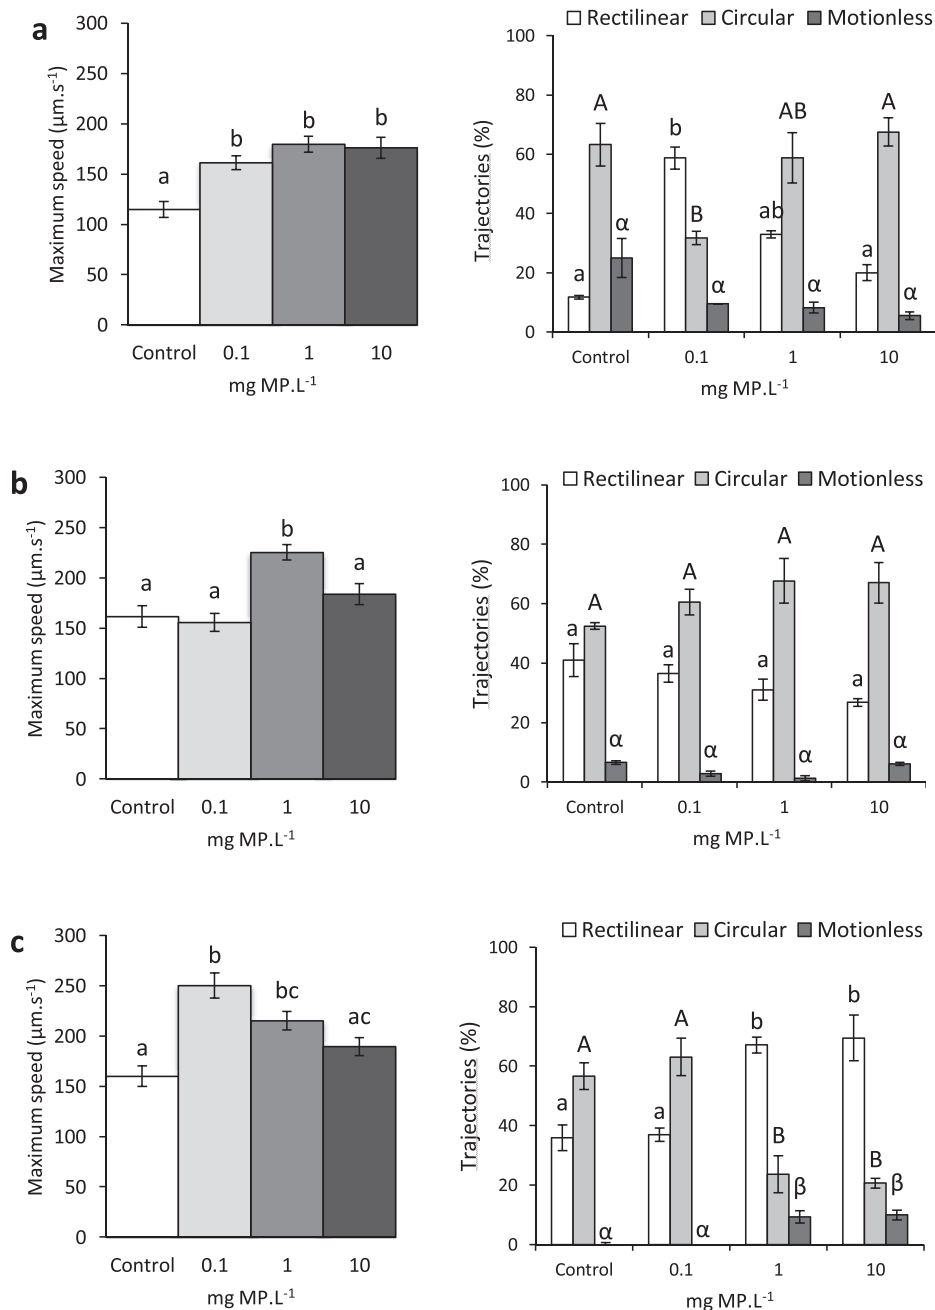 a
Maximum speed (µm.s⁻¹)
300
250
200
150
100
50
0
a
b
b
b
Control 0.1 1 10
mg MP.L⁻¹
Rectilinear Circular Motionless
Trajectories (%)
100
80
60
40
20
0
a A α
b B α
ab AB α
a A α
Control 0.1 1 10
mg MP.L⁻¹
b
Maximum speed (µm.s⁻¹)
300
250
200
150
100
50
0
a
a
b
a
Control 0.1 1 10
mg MP.L⁻¹
Rectilinear Circular Motionless
Trajectories (%)
100
80
60
40
20
0
a A α
a A α
a A α
a A α
Control 0.1 1 10
mg MP.L⁻¹
c
Maximum speed (µm.s⁻¹)
300
250
200
150
100
50
0
a
b
bc
ac
Control 0.1 1 10
mg MP.L⁻¹
Rectilinear Circular Motionless
Trajectories (%)
100
80
60
40
20
0
a A α
a A α
b B β
b B β
Control 0.1 1 10
mg MP.L⁻¹